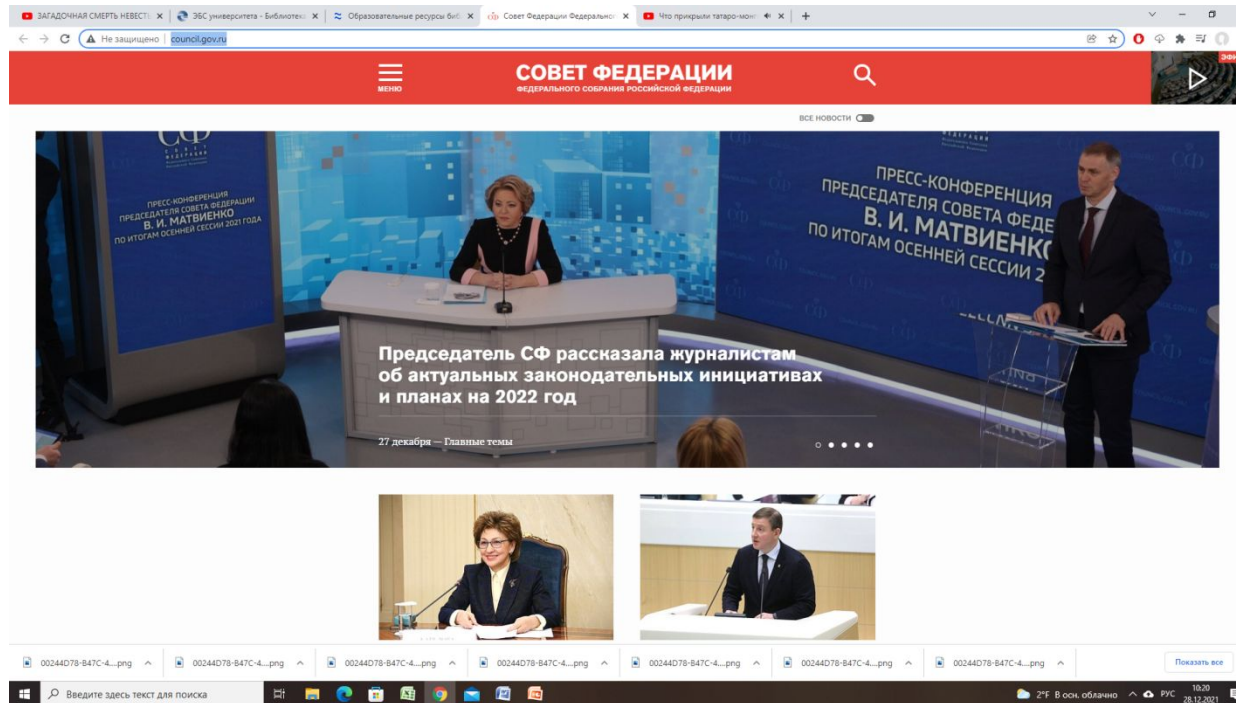 ЗАГАДОЧНАЯ СМЕРТЬ НЕВЕСТЫ
ЭБС университета - Библиотека
Образовательные ресурсы биб
Совет Федерации Федерального
Что прикрыли татаро-монг
Не защищено
council.gov.ru
МЕНЮ
СОВЕТ ФЕДЕРАЦИИ
ФЕДЕРАЛЬНОГО СОБРАНИЯ РОССИЙСКОЙ ФЕДЕРАЦИИ
ВСЕ НОВОСТИ
СФ
ПРЕСС-КОНФЕРЕНЦИЯ
ПРЕДСЕДАТЕЛЯ СОВЕТА ФЕДЕРАЦИИ
В. И. МАТВИЕНКО
ПО ИТОГАМ ОСЕННЕЙ СЕССИИ 2021 ГОДА
ПРЕСС-КОНФЕРЕНЦИЯ
ПРЕДСЕДАТЕЛЯ СОВЕТА ФЕДЕ
В. И. МАТВИЕНКО
ПО ИТОГАМ ОСЕННЕЙ СЕССИИ 2
Председатель СФ рассказала журналистам
об актуальных законодательных инициативах
и планах на 2022 год
27 декабря — Главные темы
00244D78-B47C-4....png
00244D78-B47C-4....png
00244D78-B47C-4....png
00244D78-B47C-4....png
00244D78-B47C-4....png
00244D78-B47C-4....png
00244D78-B47C-4....png
Показать все
Введите здесь текст для поиска
2°F В осн. облачно
РУС
10:20
28.12.2021